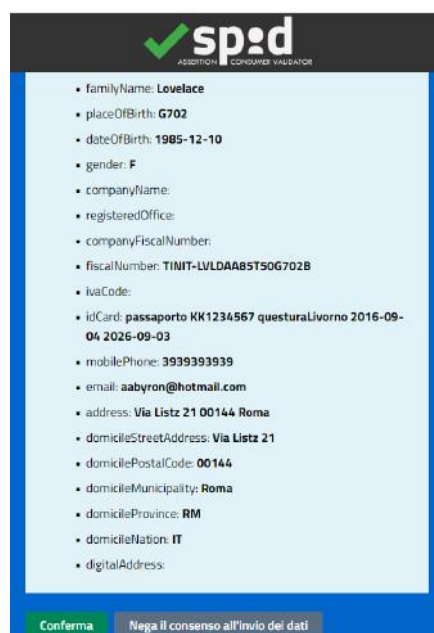 spid
ASSERTION CONSUMER VALIDATOR
• familyName: Lovelace
• placeOfBirth: G702
• dateOfBirth: 1985-12-10
• gender: F
• companyName:
• registeredOffice:
• companyFiscalNumber:
• fiscalNumber: TINIT-LVLDAA85T50G702B
• ivaCode:
• idCard: passaporto KK1234567 questuraLivorno 2016-09-
04 2026-09-03
• mobilePhone: 3939393939
• email: aabyron@hotmail.com
• address: Via Listz 21 00144 Roma
• domicileStreetAddress: Via Listz 21
• domicilePostalCode: 00144
• domicileMunicipality: Roma
• domicileProvince: RM
• domicileNation: IT
• digitalAddress:
Conferma
Nega il consenso all'invio dei dati